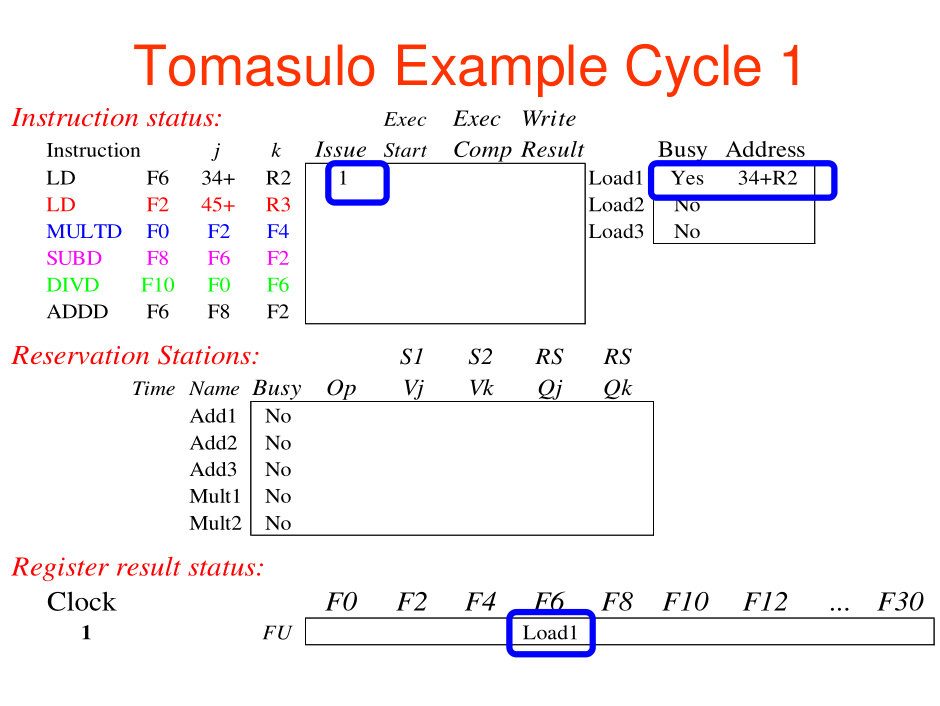 Tomasulo Example Cycle 1
Instruction status: Exec Exec Write
Instruction j k Issue Start Comp Result Busy Address
LD F6 34+ R2 1 Load1 Yes 34+R2
LD F2 45+ R3 Load2 No
MULTD F0 F2 F4 Load3 No
SUBD F8 F6 F2
DIVD F10 F0 F6
ADDD F6 F8 F2
Reservation Stations: S1 S2 RS RS
Time Name Busy Op Vj Vk Qj Qk
Add1 No
Add2 No
Add3 No
Mult1 No
Mult2 No
Register result status:
Clock F0 F2 F4 F6 F8 F10 F12 ... F30
1 FU Load1